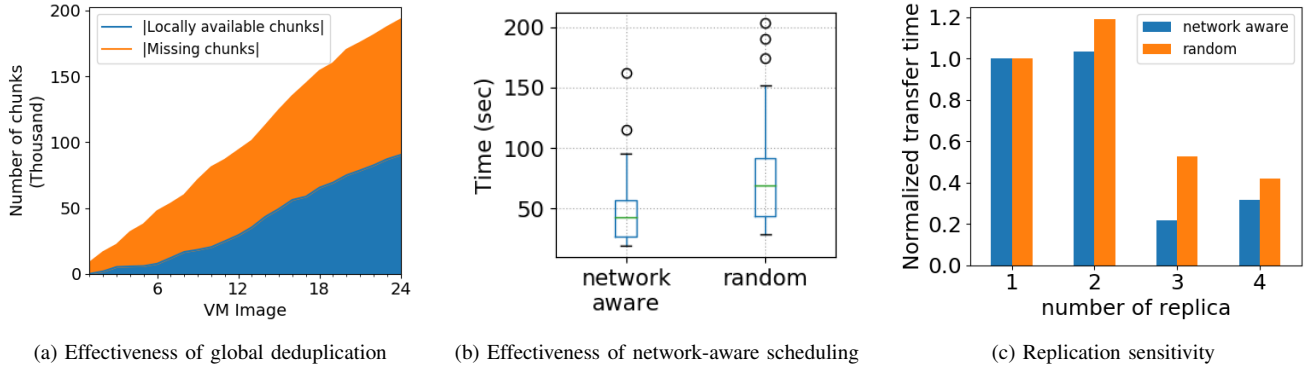 200
150
100
50
0
Number of chunks
(Thousand)
|Locally available chunks|
|Missing chunks|
6
12
18
24
VM Image
(a) Effectiveness of global deduplication
200
150
100
50
Time (sec)
network
aware
random
(b) Effectiveness of network-aware scheduling
1.2
1.0
0.8
0.6
0.4
0.2
0.0
Normalized transfer time
network aware
random
1
2
3
4
number of replica
(c) Replication sensitivity